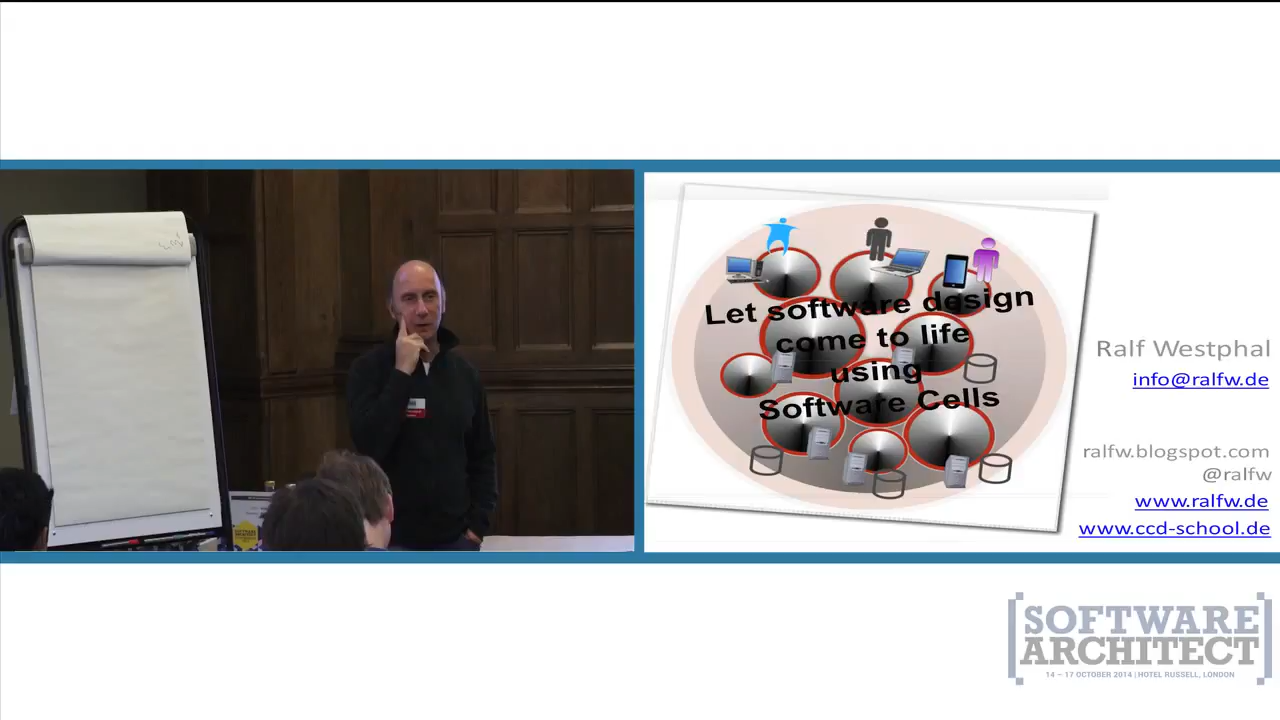 Let software design
come to life
using
Software Cells
Ralf Westphal
info@ralfw.de
ralfw.blogspot.com
@ralfw
www.ralfw.de
www.ccd-school.de
[SOFTWARE
ARCHITECT]
14 – 17 OCTOBER 2014 | HOTEL RUSSELL, LONDON